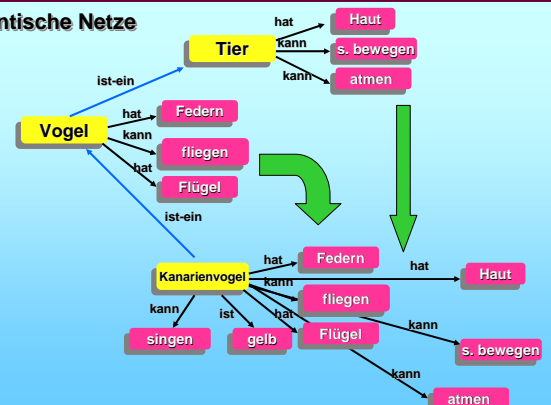 ntische Netze
hat
Haut
Tier
kann
s. bewegen
kann
atmen
ist-ein
hat
Federn
Vogel
kann
fliegen
hat
Flügel
ist-ein
hat
Federn
hat
Haut
Kanarienvogel
kann
fliegen
kann
ist
hat
Flügel
kann
singen
gelb
s. bewegen
kann
atmen